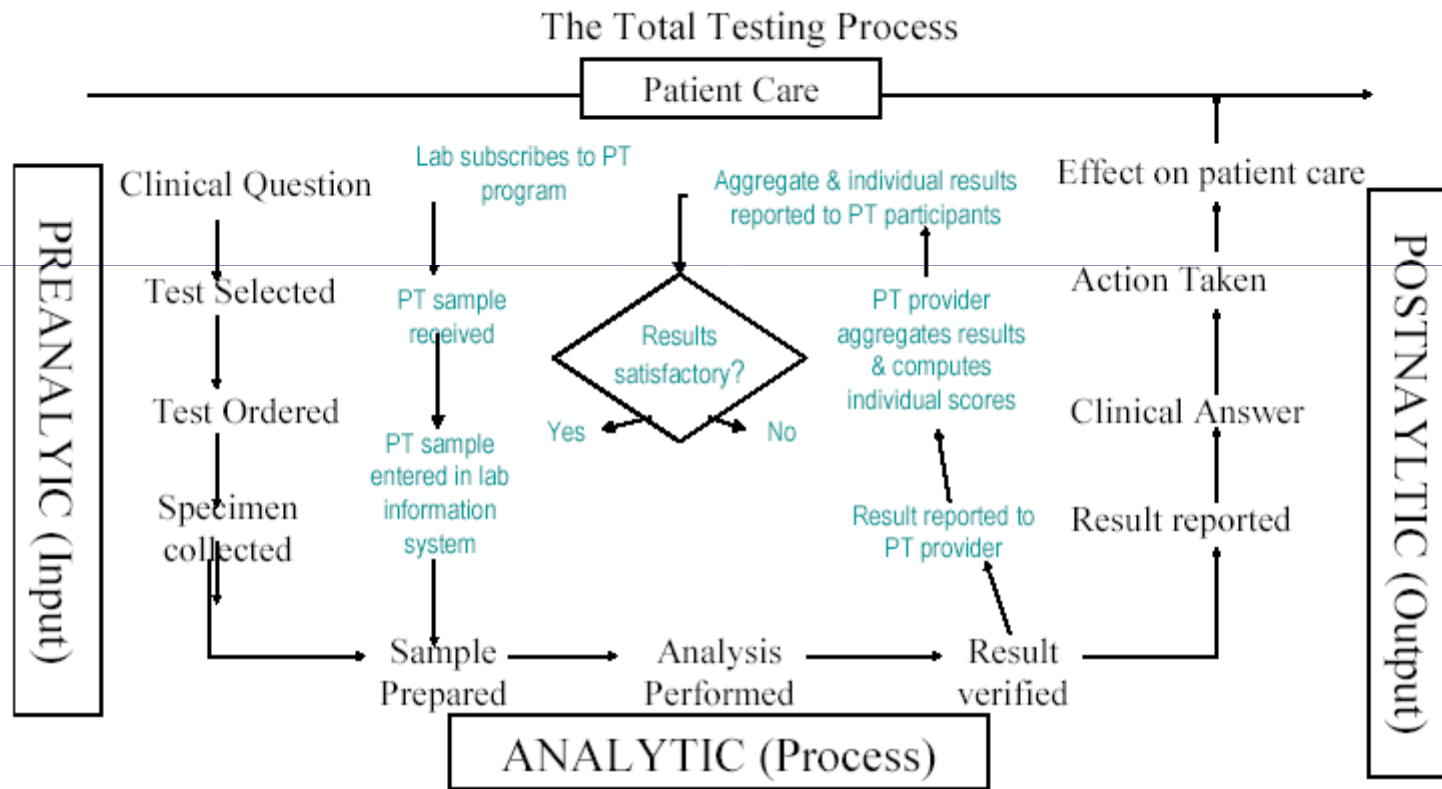 The Total Testing Process
Patient Care
PREANALYIC (Input)
Clinical Question
Test Selected
Test Ordered
Specimen
collected
Lab subscribes to PT
program
PT sample
received
PT sample
entered in lab
information
system
Sample
Prepared
Analysis
Performed
Result
verified
ANALYTIC (Process)
Result reported to
PT provider
PT provider
aggregates results
& computes
individual scores
Aggregate & individual results
reported to PT participants
Results
satisfactory?
Yes
No
Result reported
Clinical Answer
Action Taken
Effect on patient care
POSTNAYLTIC (Output)